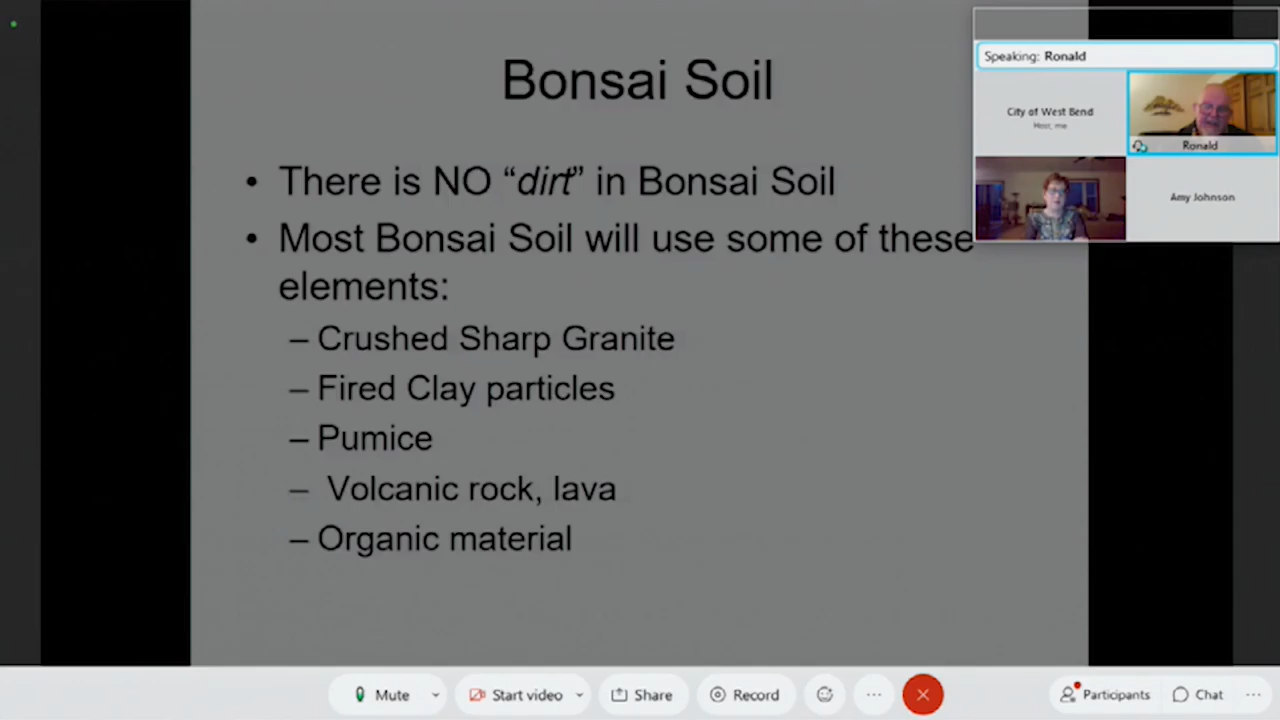 Bonsai Soil
Speaking: Ronald
City of West Bend
Host, me
Ronald
Amy Johnson
• There is NO “dirt” in Bonsai Soil
• Most Bonsai Soil will use some of these
elements:
– Crushed Sharp Granite
– Fired Clay particles
– Pumice
– Volcanic rock, lava
– Organic material
Mute
Start video
Share
Record
Participants
Chat